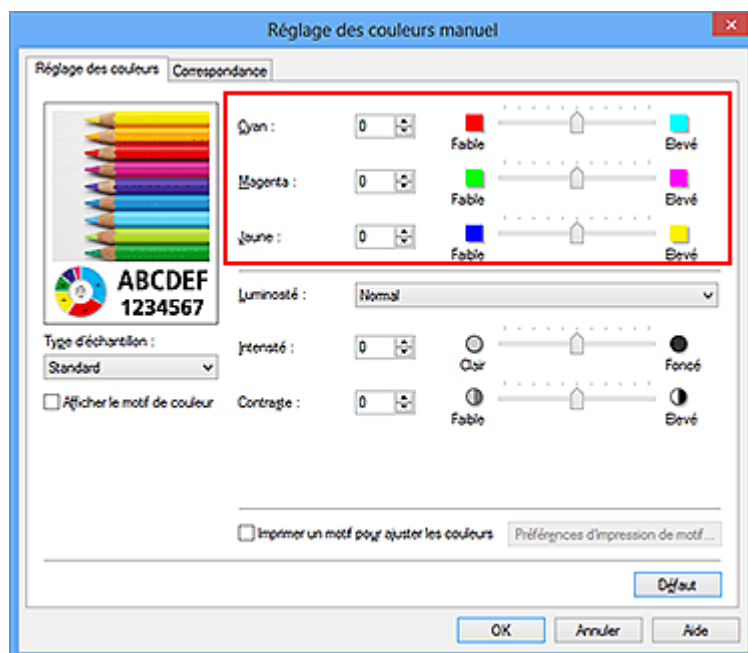 Réglage des couleurs manuel
Réglage des couleurs Correspondance
Cyan : 0 Faible Elevé
Magenta : 0 Faible Elevé
Jaune : 0 Faible Elevé
ABCDEF
1234567
Luminosité : Normal
Type d'échantillon :
Standard
Intensité : 0 Clair Foncé
Afficher le motif de couleur
Contraste : 0 Faible Elevé
Imprimer un motif pour ajuster les couleurs Préférences d'impression de motif...
Défaut
OK Annuler Aide